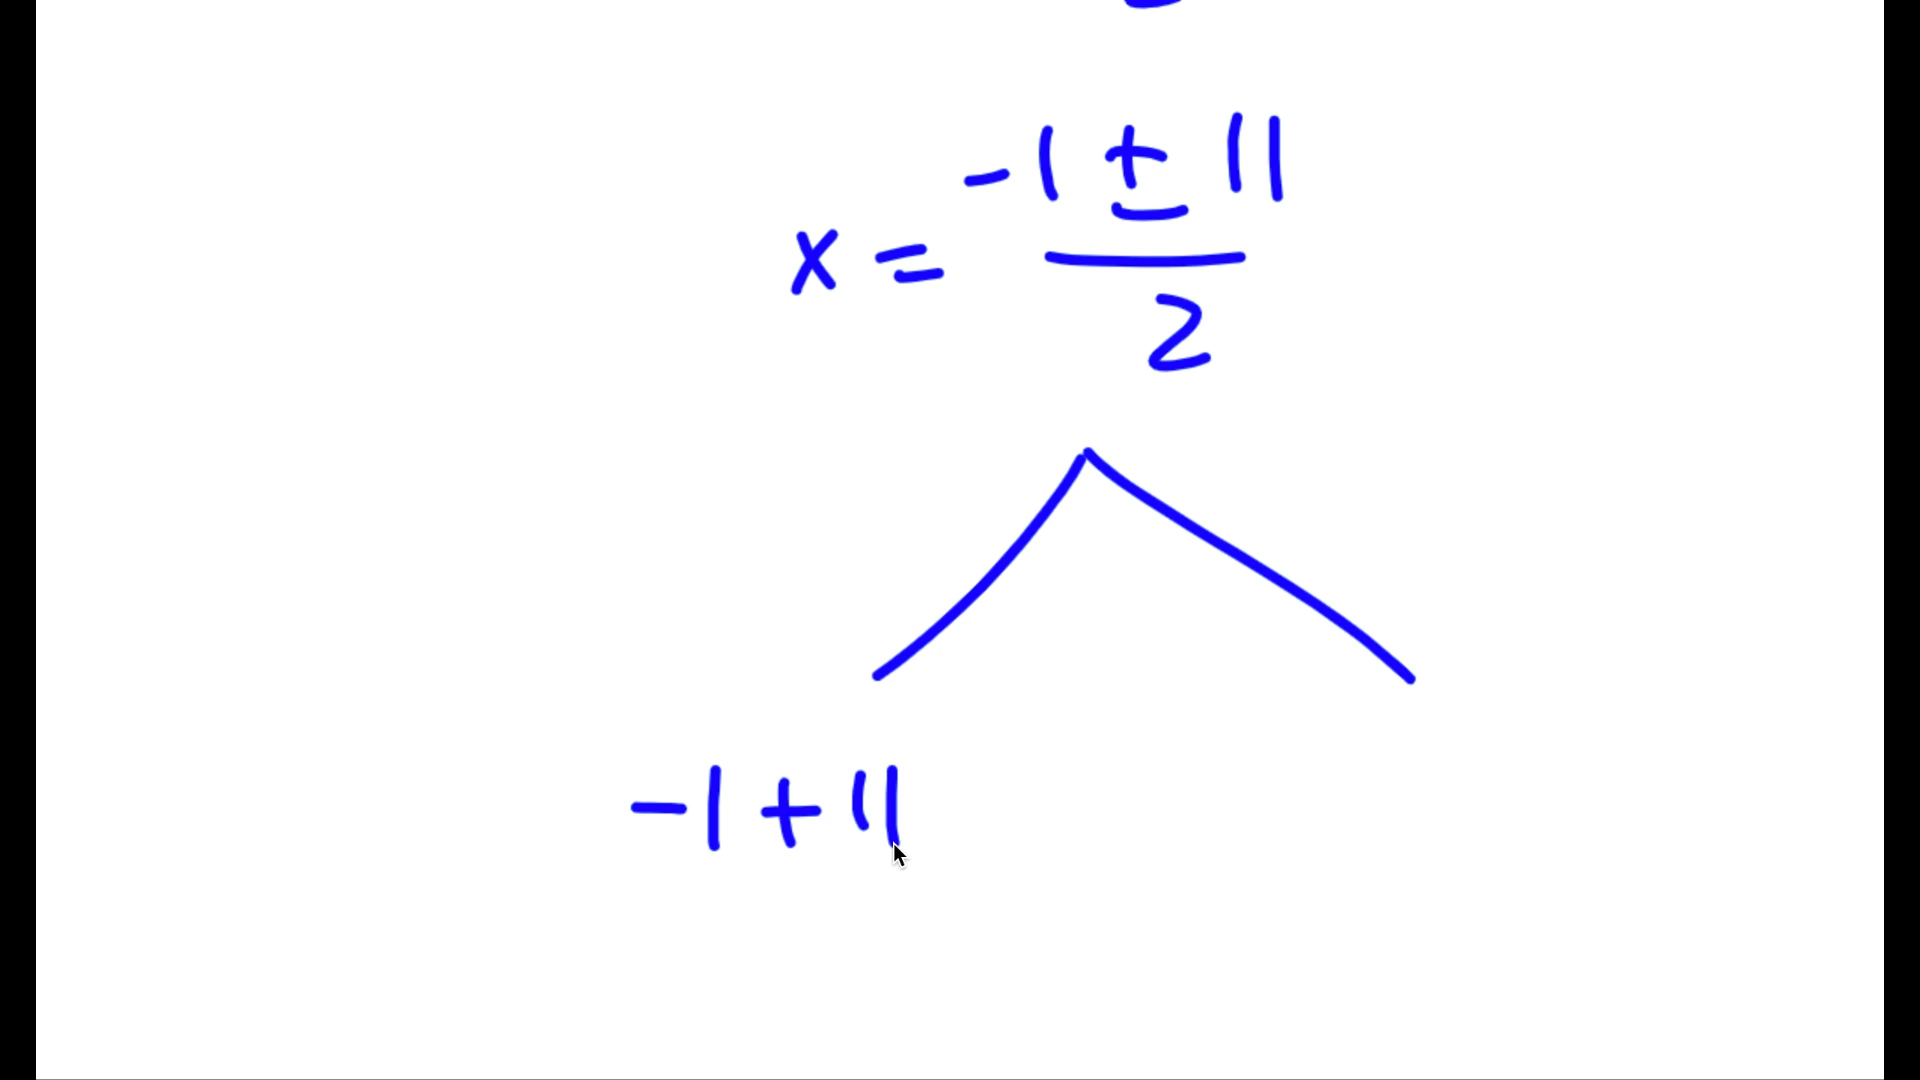 x = -1 ± 11
2
-1 + 11